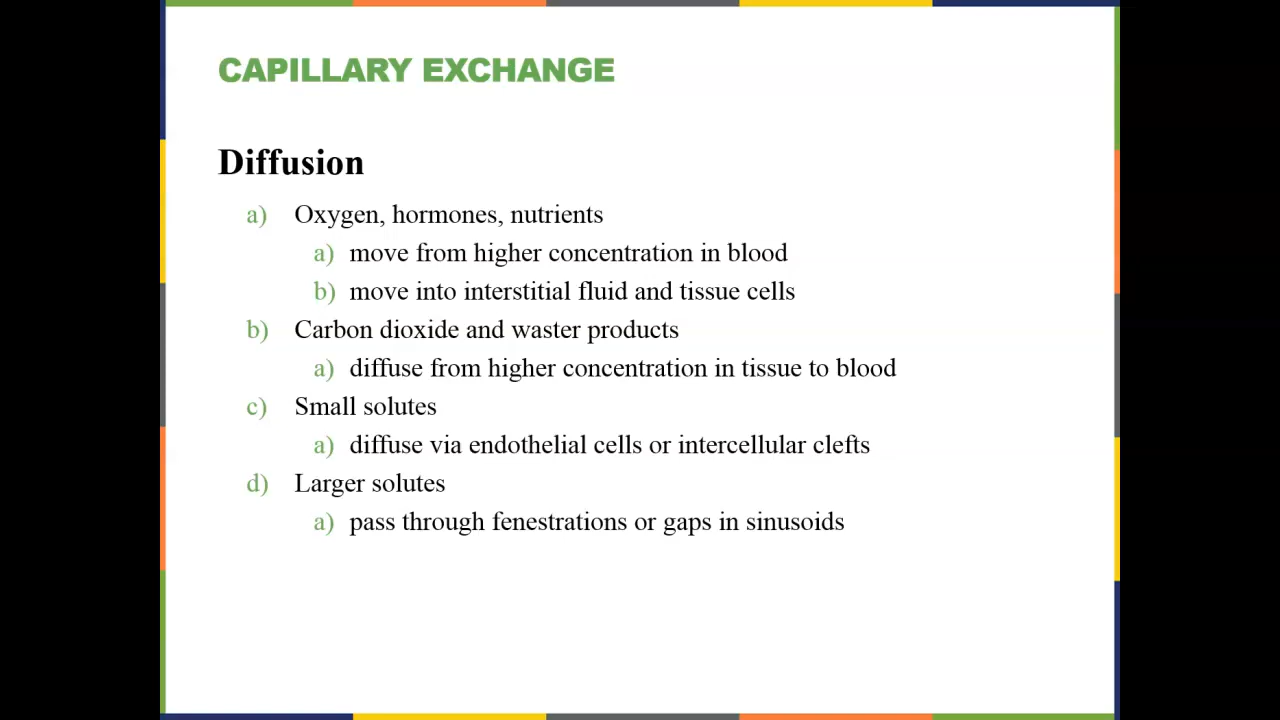 CAPILLARY EXCHANGE
Diffusion
a) Oxygen, hormones, nutrients
a) move from higher concentration in blood
b) move into interstitial fluid and tissue cells
b) Carbon dioxide and waster products
a) diffuse from higher concentration in tissue to blood
c) Small solutes
a) diffuse via endothelial cells or intercellular clefts
d) Larger solutes
a) pass through fenestrations or gaps in sinusoids